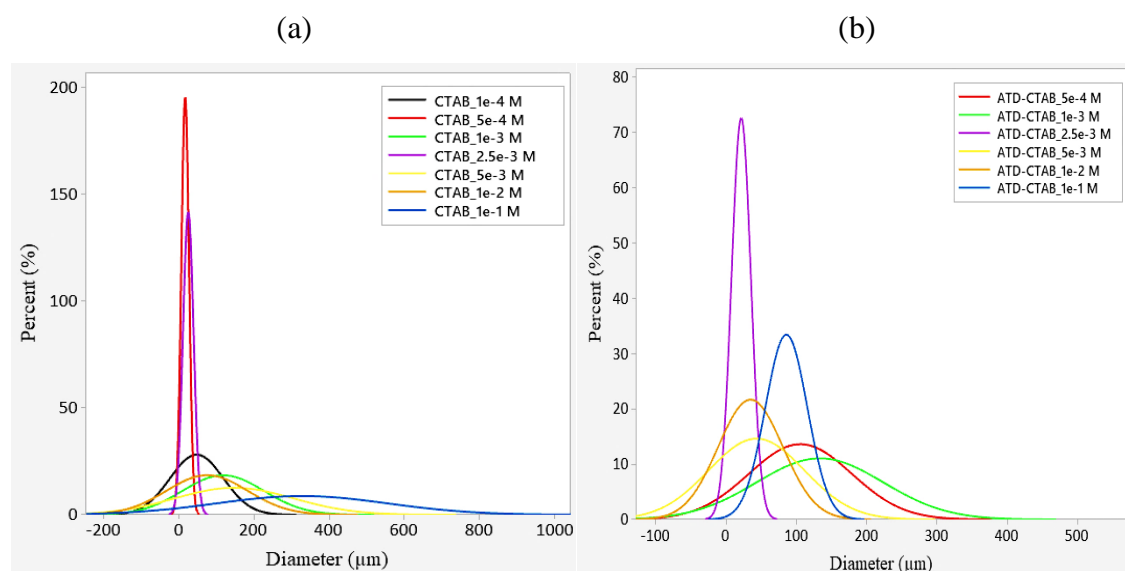 (a)
(b)
200
150
100
50
0
-200
0
200
400
600
800
1000
Percent (%)
Diameter (µm)
CTAB_1e-4 M
CTAB_5e-4 M
CTAB_1e-3 M
CTAB_2.5e-3 M
CTAB_5e-3 M
CTAB_1e-2 M
CTAB_1e-1 M
80
70
60
50
40
30
20
10
0
-100
0
100
200
300
400
500
Percent (%)
Diameter (µm)
ATD-CTAB_5e-4 M
ATD-CTAB_1e-3 M
ATD-CTAB_2.5e-3 M
ATD-CTAB_5e-3 M
ATD-CTAB_1e-2 M
ATD-CTAB_1e-1 M